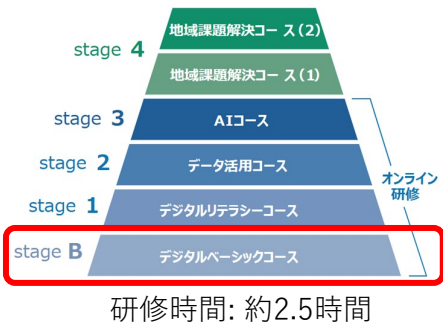 地域課題解決コース(2)
stage 4
地域課題解決コース(1)
stage 3
AIコース
stage 2
データ活用コース
オンライン
研修
stage 1
デジタルリテラシーコース
stage B
デジタルベーシックコース
研修時間: 約2.5時間